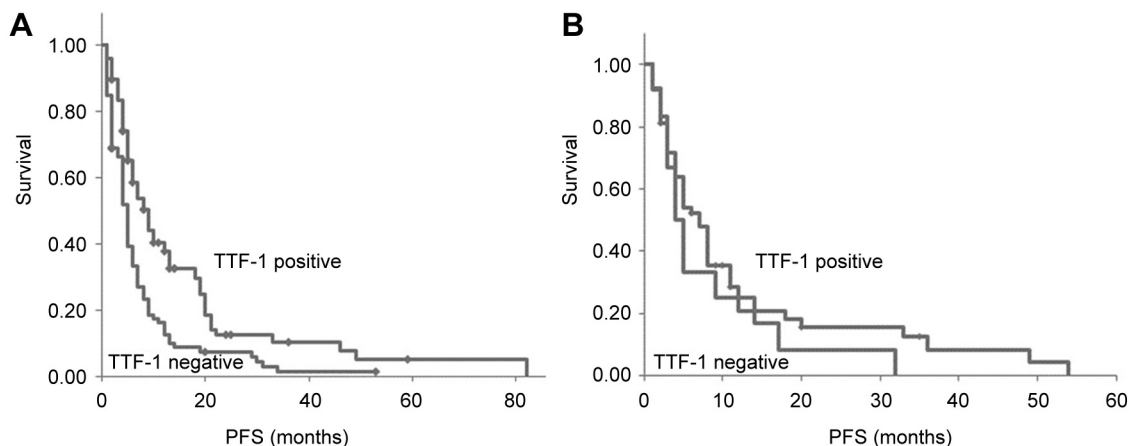 A
Survival
1.00
0.80
0.60
0.40
0.20
0.00
TTF-1 positive
TTF-1 negative
0
20
40
60
80
PFS (months)
B
Survival
1.00
0.80
0.60
0.40
0.20
0.00
TTF-1 positive
TTF-1 negative
0
10
20
30
40
50
60
PFS (months)